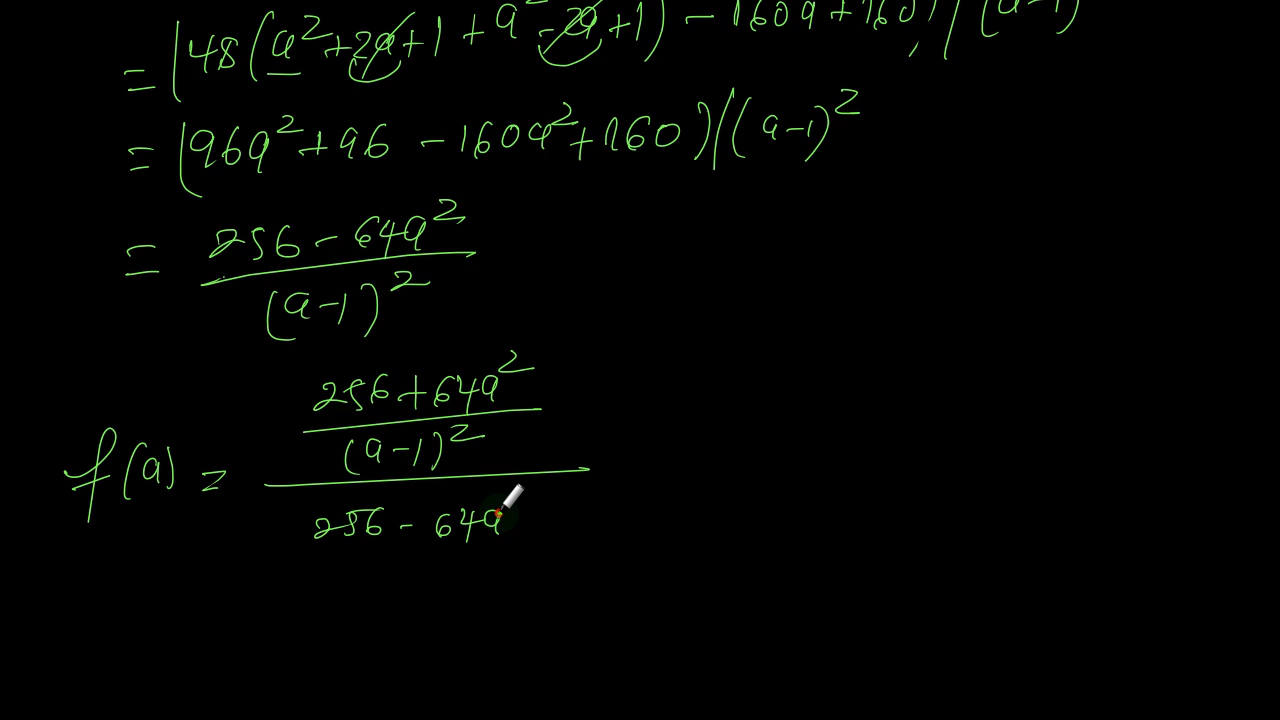 = (48(a²+2a+1+a²-2a+1) - 160a²+160)/(a-1)²
= (96a²+96 - 160a²+160)/(a-1)²
= 256 - 64a² / (a-1)²
256+64a²
(a-1)²
f(a) =
256 - 64a